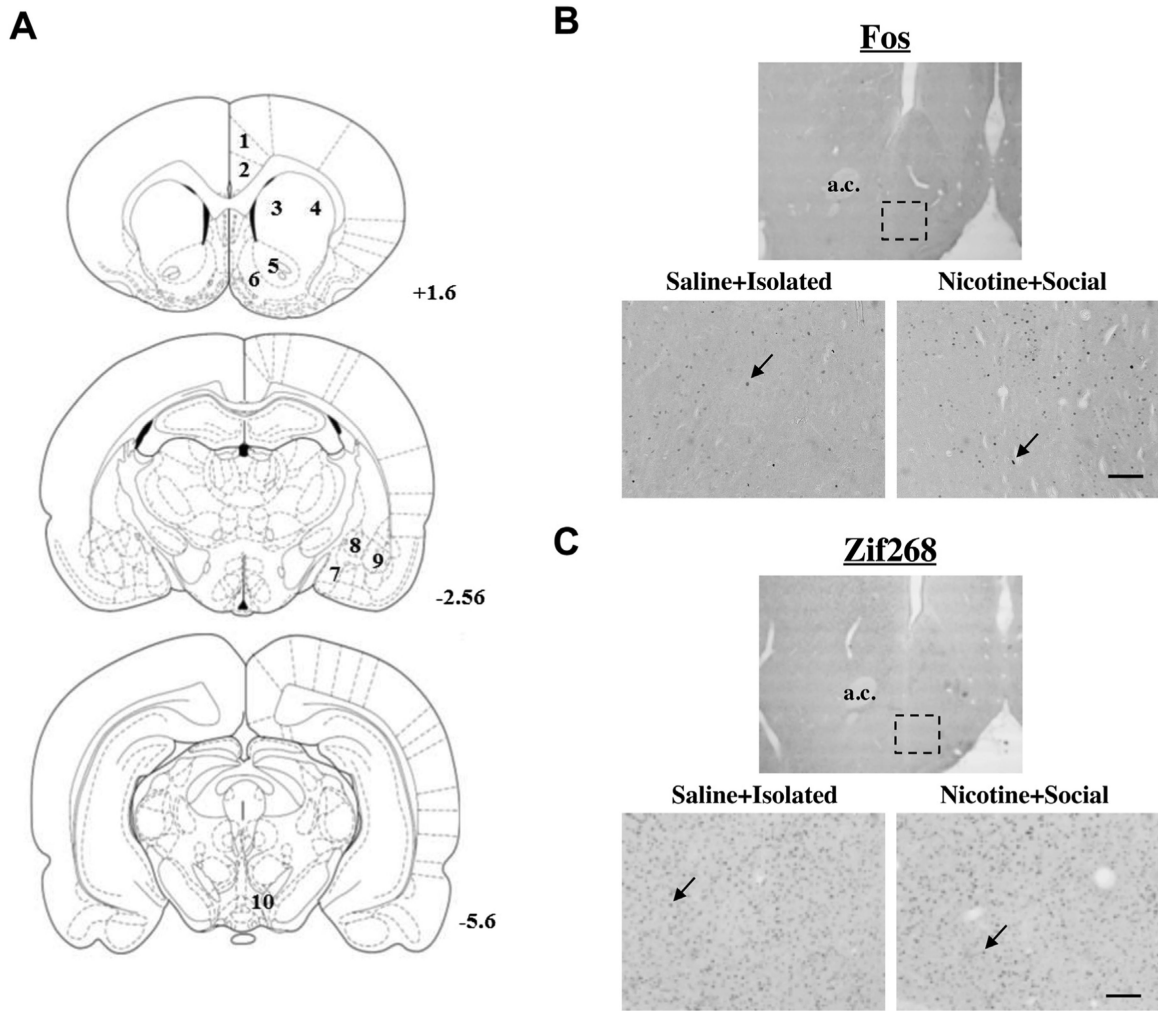 A
1
2
3 4
5
6
+1.6
8
9
7
-2.56
10
-5.6
B
Fos
a.c.
Saline+Isolated Nicotine+Social
C
Zif268
a.c.
Saline+Isolated Nicotine+Social